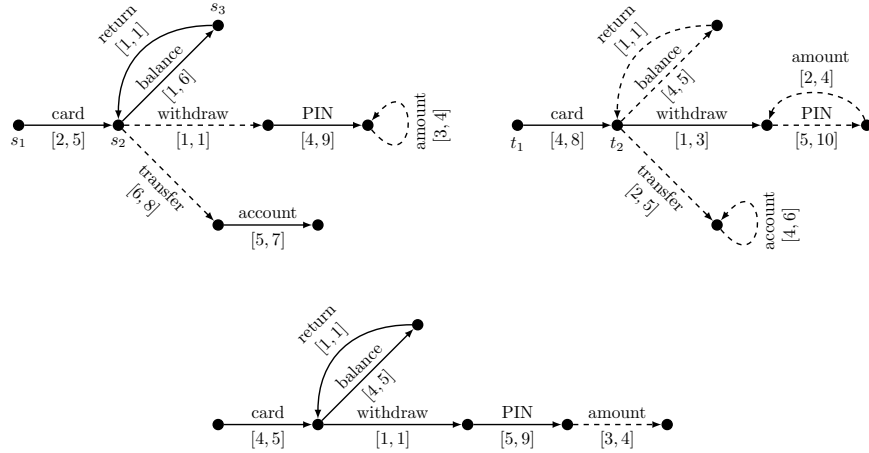 s3
return
[1, 1]
balance
[1, 6]
card
[2, 5]
s1
s2
withdraw
[1, 1]
PIN
[4, 9]
amount
[3, 4]
transfer
[6, 8]
account
[5, 7]
return
[1, 1]
balance
[4, 5]
card
[4, 8]
t1
t2
withdraw
[1, 3]
amount
[2, 4]
PIN
[5, 10]
transfer
[2, 5]
account
[4, 6]
return
[1, 1]
balance
[4, 5]
card
[4, 5]
withdraw
[1, 1]
PIN
[5, 9]
amount
[3, 4]